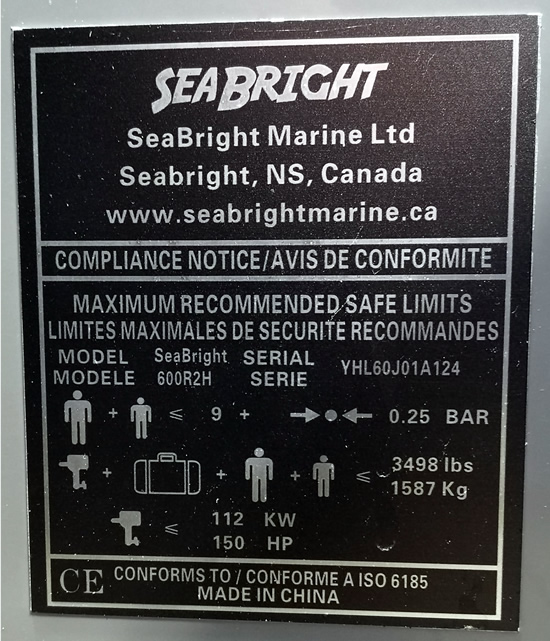 SEABRIGHT
SeaBright Marine Ltd
Seabright, NS, Canada
www.seabrightmarine.ca
COMPLIANCE NOTICE/AVIS DE CONFORMITE
MAXIMUM RECOMMENDED SAFE LIMITS
LIMITES MAXIMALES DE SECURITE RECOMMANDES
MODEL SeaBright SERIAL YHL60J01A124
MODELE 600R2H SERIE
+ ≤ 9 + 0.25 BAR
+ + + ≤ 3498 lbs
1587 Kg
≤ 112 KW
150 HP
CE CONFORMS TO / CONFORME A ISO 6185
MADE IN CHINA